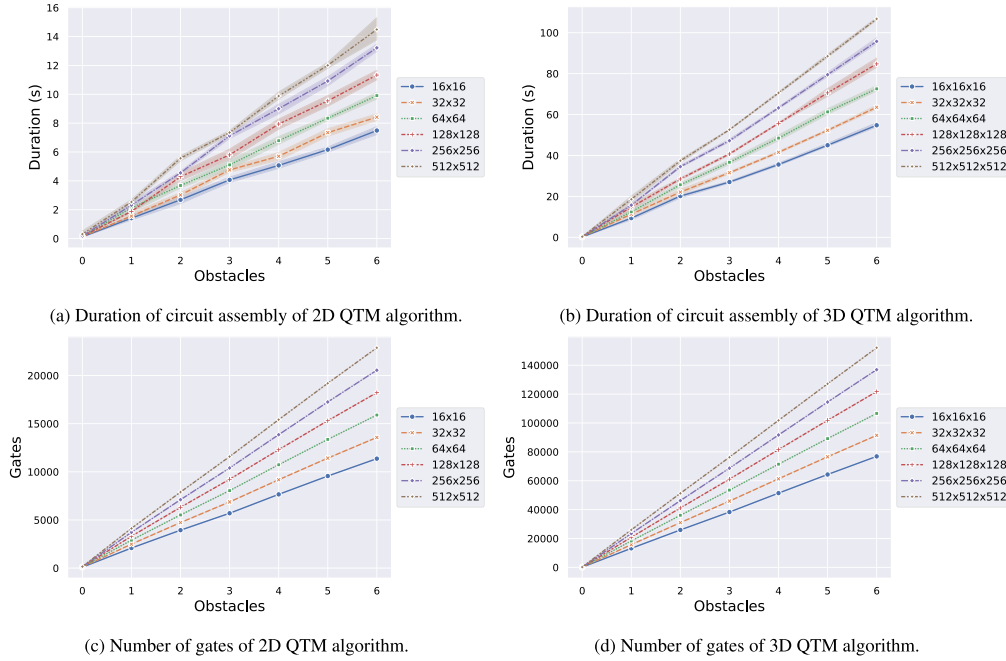 16
14
12
10
8
6
4
2
0
Duration (s)
0 1 2 3 4 5 6
Obstacles
16x16
32x32
64x64
128x128
256x256
512x512
(a) Duration of circuit assembly of 2D QTM algorithm.
100
80
60
40
20
0
Duration (s)
0 1 2 3 4 5 6
Obstacles
16x16x16
32x32x32
64x64x64
128x128x128
256x256x256
512x512x512
(b) Duration of circuit assembly of 3D QTM algorithm.
20000
15000
10000
5000
0
Gates
0 1 2 3 4 5 6
Obstacles
16x16
32x32
64x64
128x128
256x256
512x512
(c) Number of gates of 2D QTM algorithm.
140000
120000
100000
80000
60000
40000
20000
0
Gates
0 1 2 3 4 5 6
Obstacles
16x16x16
32x32x32
64x64x64
128x128x128
256x256x256
512x512x512
(d) Number of gates of 3D QTM algorithm.